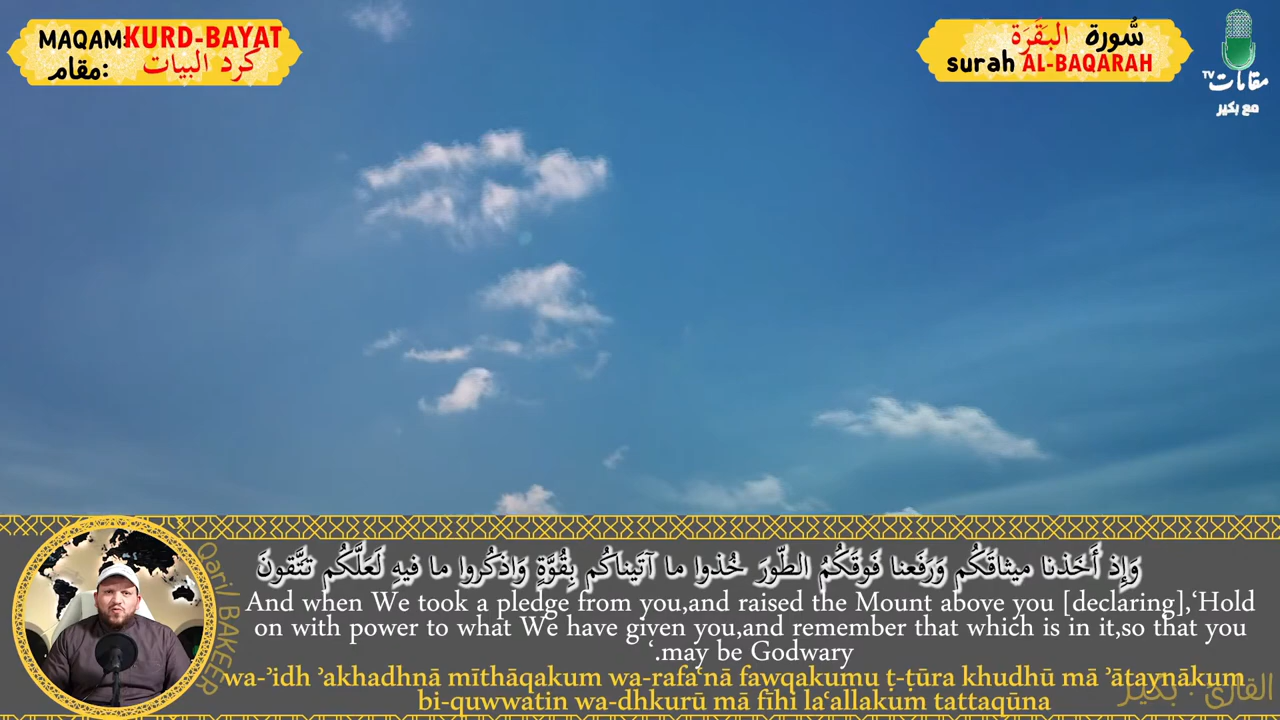 MAQAM:KURD-BAYAT
مقام: كرد البيات
سُّورة البَقَرَة
surah AL-BAQARAH
مقامات TV
مع بكير
Qari/ BAKEER
وَإِذ أَخَذنا ميثاقَكُم وَرَفَعنا فَوقَكُمُ الطّورَ خُذوا ما آتَيناكُم بِقُوَّةٍ وَاذكُروا ما فيهِ لَعَلَّكُم تَتَّقونَ
And when We took a pledge from you,and raised the Mount above you [declaring],‘Hold
on with power to what We have given you,and remember that which is in it,so that you
‘.may be Godwary
wa-ʾidh ʾakhadhnā mīthāqakum wa-rafaʿnā fawqakumu ṭ-ṭūra khudhū mā ʾātaynākum
bi-quwwatin wa-dhkurū mā fīhi laʿallakum tattaqūna
القارئ . بكير